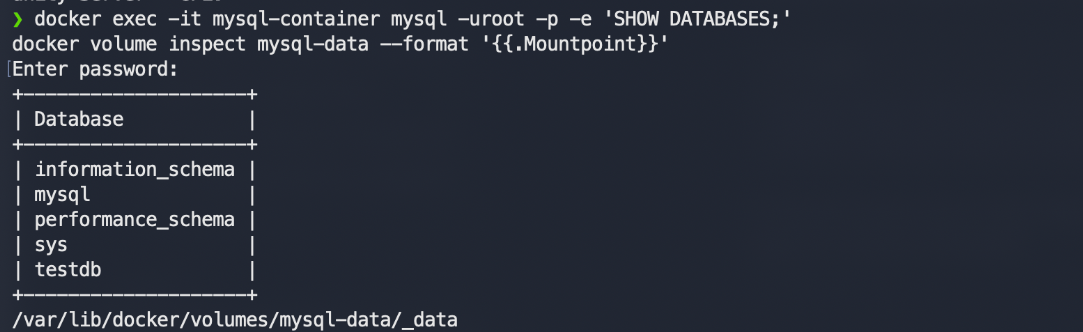 ❯ docker exec -it mysql-container mysql -uroot -p -e 'SHOW DATABASES;'
docker volume inspect mysql-data --format '{{.Mountpoint}}'
[Enter password:
+--------------------+
| Database           |
+--------------------+
| information_schema |
| mysql              |
| performance_schema |
| sys                |
| testdb             |
+--------------------+
/var/lib/docker/volumes/mysql-data/_data